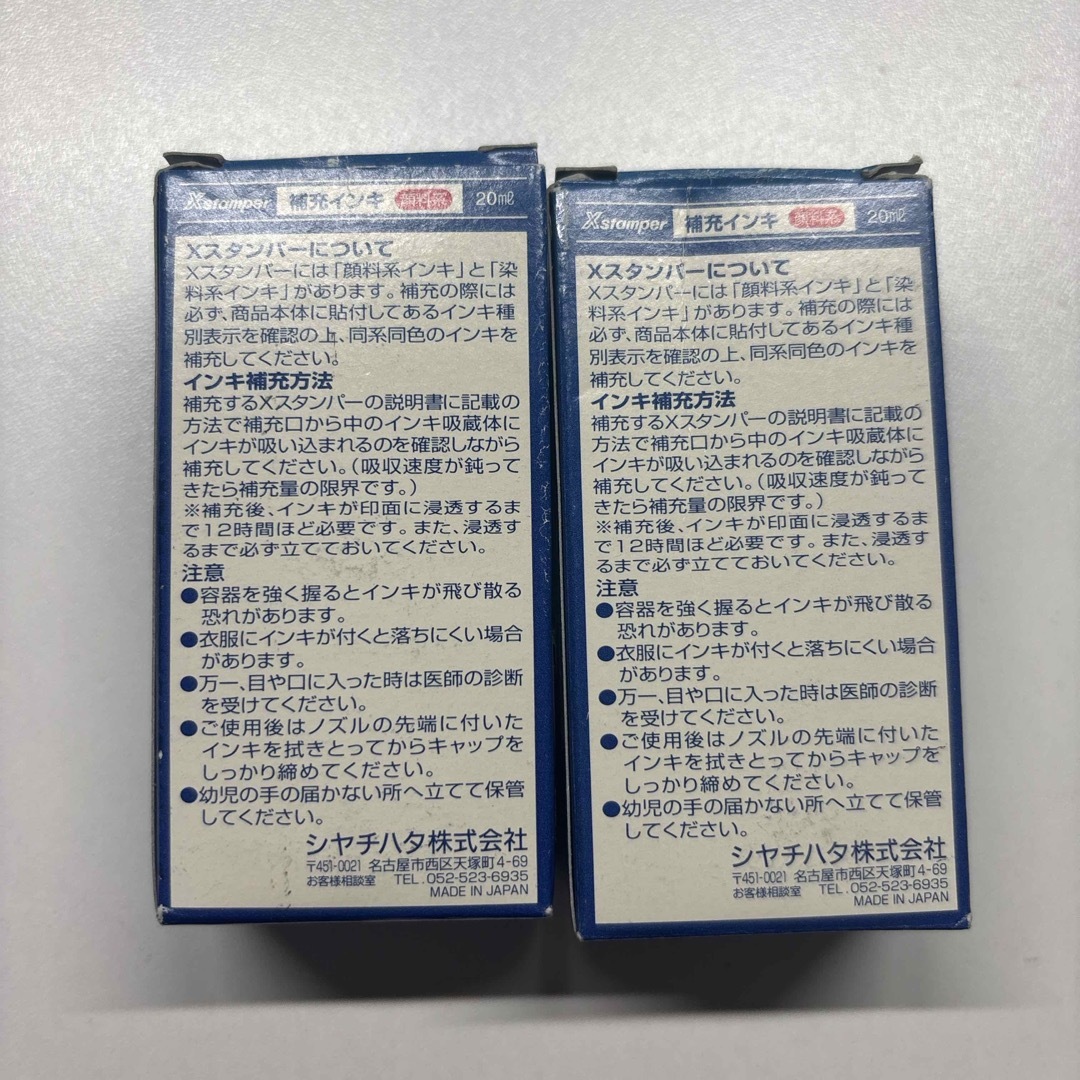 Xstamper 補充インキ 顔料系 20mℓ
Xスタンパーについて
Xスタンパーには「顔料系インキ」と「染
料系インキ」があります。補充の際には
必ず、商品本体に貼付してあるインキ種
別表示を確認の上、同系同色のインキを
補充してください。
インキ補充方法
補充するXスタンパーの説明書に記載の
方法で補充口から中のインキ吸蔵体に
インキが吸い込まれるのを確認しながら
補充してください。(吸収速度が鈍って
きたら補充量の限界です。)
※補充後、インキが印面に浸透するま
で12時間ほど必要です。また、浸透す
るまで必ず立てておいてください。
注意
●容器を強く握るとインキが飛び散る
恐れがあります。
●衣服にインキが付くと落ちにくい場合
があります。
●万一、目や口に入った時は医師の診断
を受けてください。
●ご使用後はノズルの先端に付いた
インキを拭きとってからキャップを
しっかり締めてください。
●幼児の手の届かない所へ立てて保管
してください。
シヤチハタ株式会社
〒451-0021 名古屋市西区天塚町4-69
お客様相談室 TEL.052-523-6935
MADE IN JAPAN
Xstamper 補充インキ 顔料系 20mℓ
Xスタンパーについて
Xスタンパーには「顔料系インキ」と「染
料系インキ」があります。補充の際には
必ず、商品本体に貼付してあるインキ種
別表示を確認の上、同系同色のインキを
補充してください。
インキ補充方法
補充するXスタンパーの説明書に記載の
方法で補充口から中のインキ吸蔵体に
インキが吸い込まれるのを確認しながら
補充してください。(吸収速度が鈍って
きたら補充量の限界です。)
※補充後、インキが印面に浸透するま
で12時間ほど必要です。また、浸透す
るまで必ず立てておいてください。
注意
●容器を強く握るとインキが飛び散る
恐れがあります。
●衣服にインキが付くと落ちにくい場合
があります。
●万一、目や口に入った時は医師の診断
を受けてください。
●ご使用後はノズルの先端に付いた
インキを拭きとってからキャップを
しっかり締めてください。
●幼児の手の届かない所へ立てて保管
してください。
シヤチハタ株式会社
〒451-0021 名古屋市西区天塚町4-69
お客様相談室 TEL.052-523-6935
MADE IN JAPAN